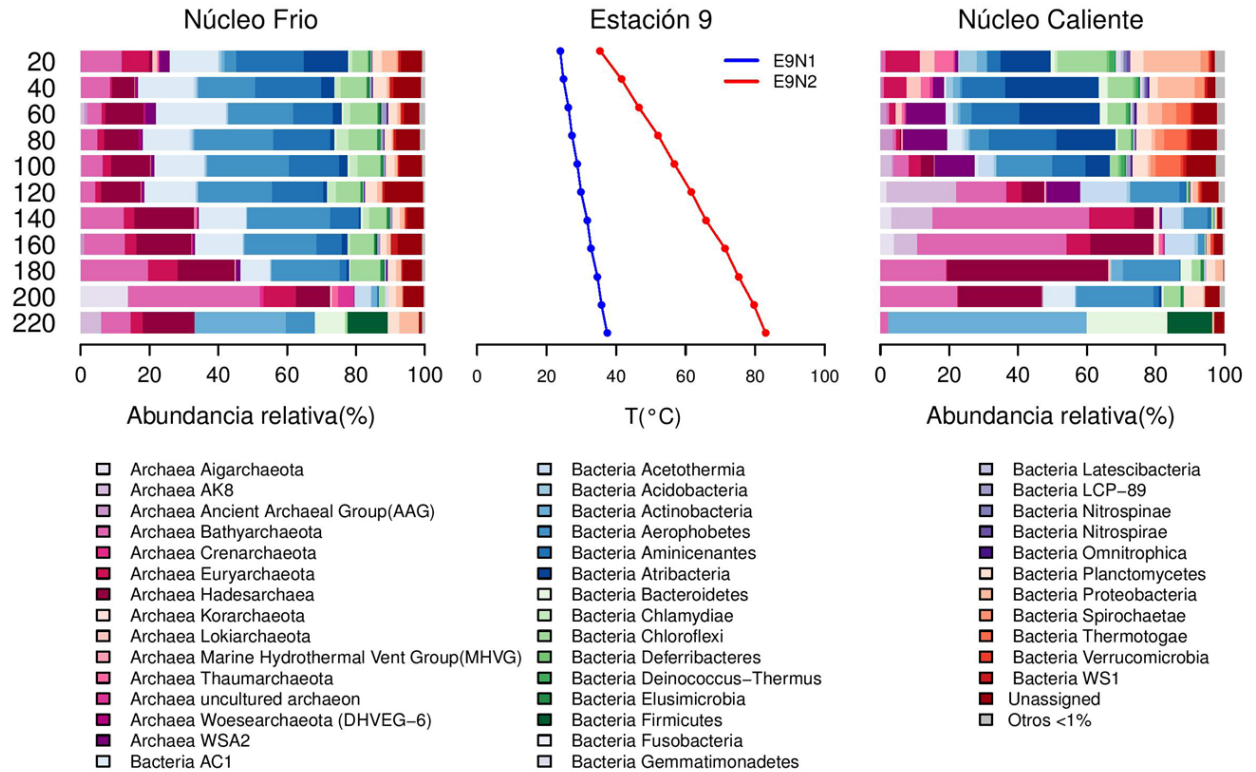 Núcleo Frio
Estación 9
Núcleo Caliente
20
40
60
80
100
120
140
160
180
200
220
E9N1
E9N2
0 20 40 60 80 100
0 20 40 60 80 100
0 20 40 60 80 100
Abundancia relativa(%)
T(°C)
Abundancia relativa(%)
Archaea Aigarchaeota
Archaea AK8
Archaea Ancient Archaeal Group(AAG)
Archaea Bathyarchaeota
Archaea Crenarchaeota
Archaea Euryarchaeota
Archaea Hadesarchaea
Archaea Korarchaeota
Archaea Lokiarchaeota
Archaea Marine Hydrothermal Vent Group(MHVG)
Archaea Thaumarchaeota
Archaea uncultured archaeon
Archaea Woesearchaeota (DHVEG−6)
Archaea WSA2
Bacteria AC1
Bacteria Acetothermia
Bacteria Acidobacteria
Bacteria Actinobacteria
Bacteria Aerophobetes
Bacteria Aminicenantes
Bacteria Atribacteria
Bacteria Bacteroidetes
Bacteria Chlamydiae
Bacteria Chloroflexi
Bacteria Deferribacteres
Bacteria Deinococcus−Thermus
Bacteria Elusimicrobia
Bacteria Firmicutes
Bacteria Fusobacteria
Bacteria Gemmatimonadetes
Bacteria Latescibacteria
Bacteria LCP−89
Bacteria Nitrospinae
Bacteria Nitrospirae
Bacteria Omnitrophica
Bacteria Planctomycetes
Bacteria Proteobacteria
Bacteria Spirochaetae
Bacteria Thermotogae
Bacteria Verrucomicrobia
Bacteria WS1
Unassigned
Otros <1%